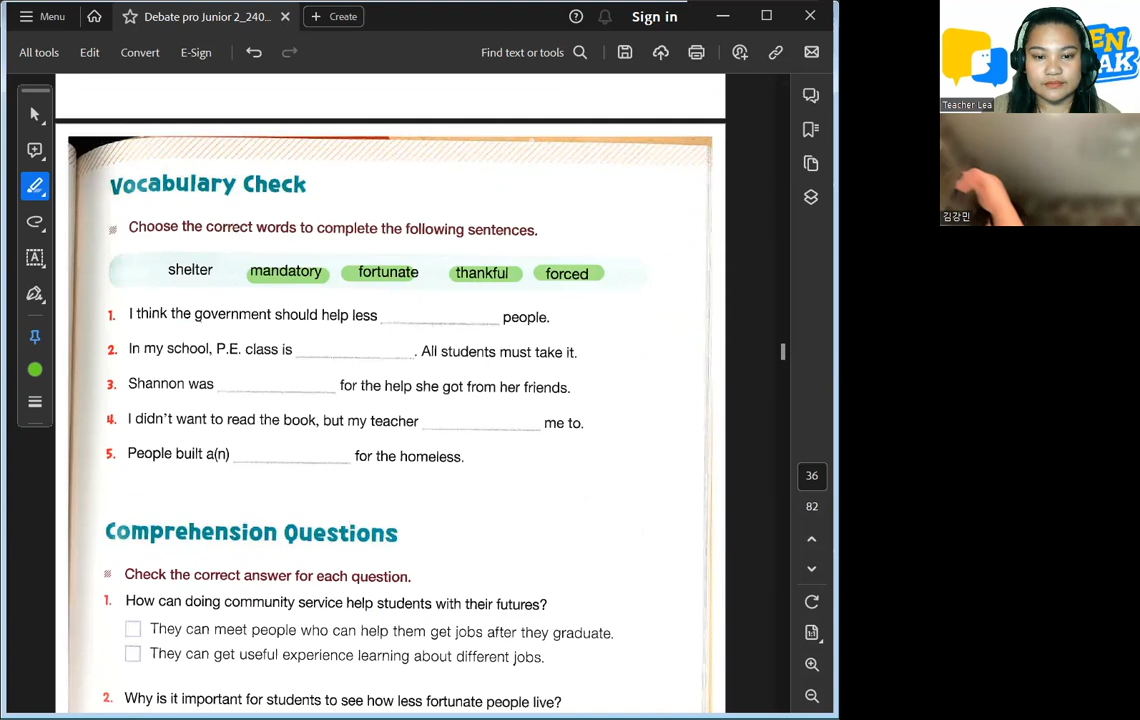 Menu
Debate pro Junior 2_240...
Create
Sign in
All tools
Edit
Convert
E-Sign
Find text or tools
Vocabulary Check
Choose the correct words to complete the following sentences.
shelter mandatory fortunate thankful forced
1. I think the government should help less ____ people.
2. In my school, P.E. class is ____. All students must take it.
3. Shannon was ____ for the help she got from her friends.
4. I didn't want to read the book, but my teacher ____ me to.
5. People built a(n) ____ for the homeless.
Comprehension Questions
Check the correct answer for each question.
1. How can doing community service help students with their futures?
They can meet people who can help them get jobs after they graduate.
They can get useful experience learning about different jobs.
2. Why is it important for students to see how less fortunate people live?
36
82
EN
AK
Teacher Lea
김강민